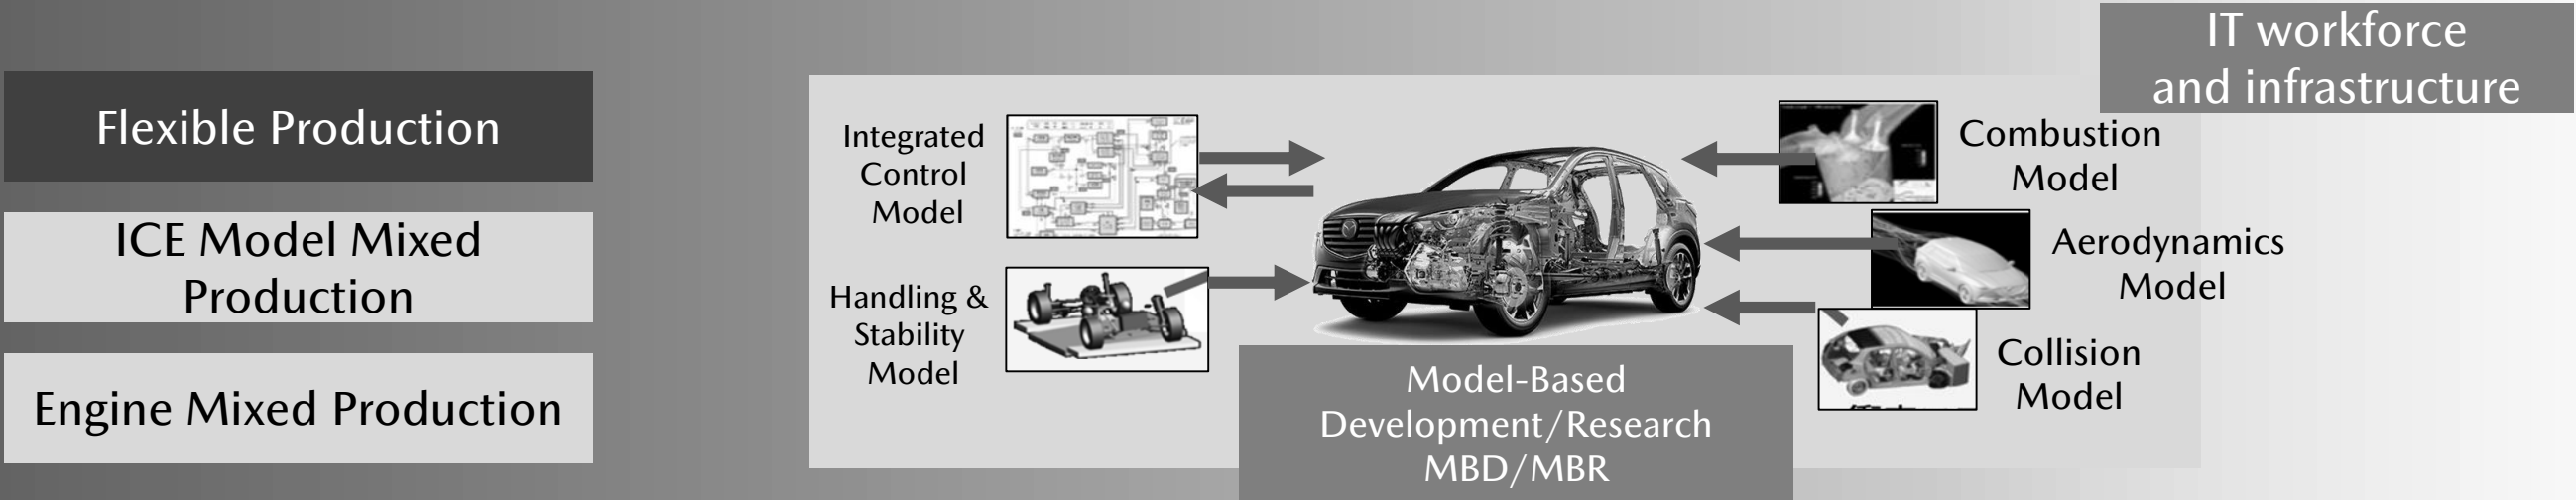 Flexible Production
ICE Model Mixed
Production
Engine Mixed Production
Integrated
Control
Model
Handling &
Stability
Model
Model-Based
Development/Research
MBD/MBR
Combustion
Model
Aerodynamics
Model
Collision
Model
IT workforce
and infrastructure